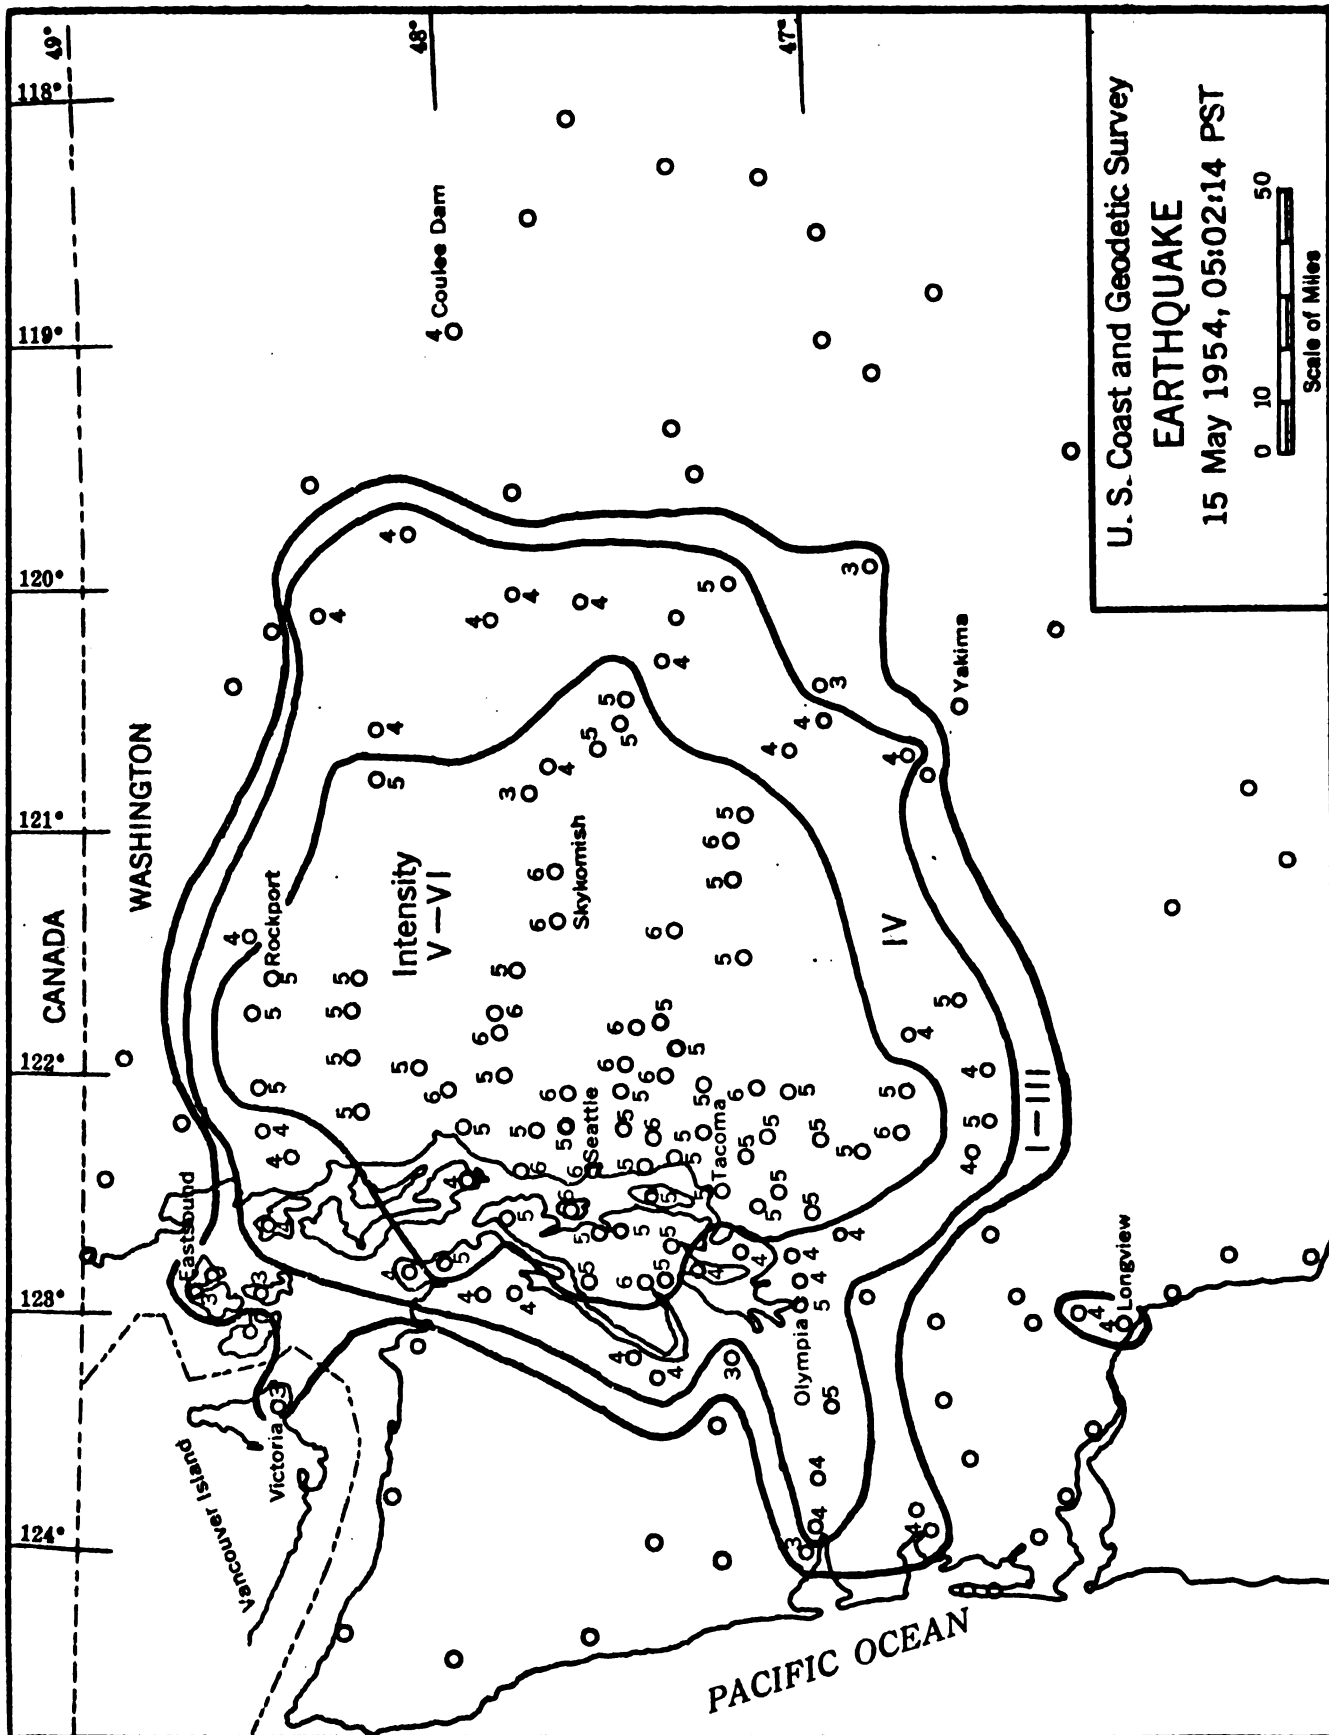 49°
48°
47°
118°
119°
120°
121°
122°
128°
124°
CANADA
WASHINGTON
Vancouver Island
Victoria
Eastsound
Rockport
4 Coulee Dam
Intensity
V—VI
Skykomish
Seattle
Tacoma
Olympia
Yakima
Longview
IV
I—III
PACIFIC OCEAN
U. S. Coast and Geodetic Survey
EARTHQUAKE
15 May 1954, 05:02:14 PST
0 10 50
Scale of Miles